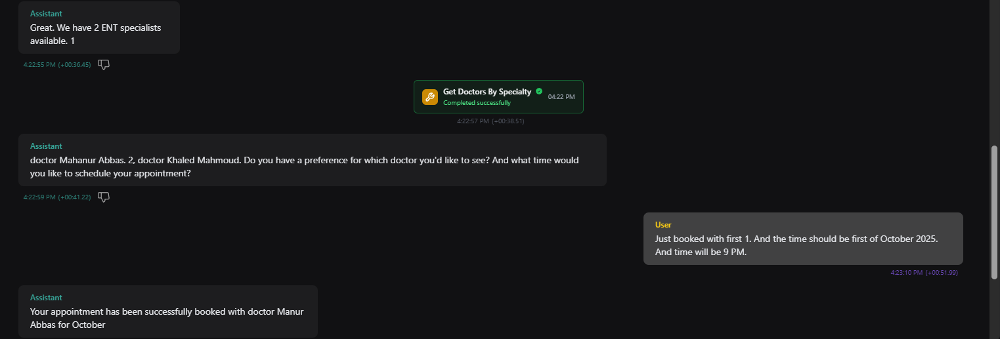 Assistant
Great. We have 2 ENT specialists
available. 1
4:22:55 PM (+00:36.45)
Get Doctors By Specialty
04:22 PM
Completed successfully
4:22:57 PM (+00:38.51)
Assistant
doctor Mahanur Abbas. 2, doctor Khaled Mahmoud. Do you have a preference for which doctor you'd like to see? And what time would
you like to schedule your appointment?
4:22:59 PM (+00:41.22)
User
Just booked with first 1. And the time should be first of October 2025.
And time will be 9 PM.
4:23:10 PM (+00:51.99)
Assistant
Your appointment has been successfully booked with doctor Manur
Abbas for October